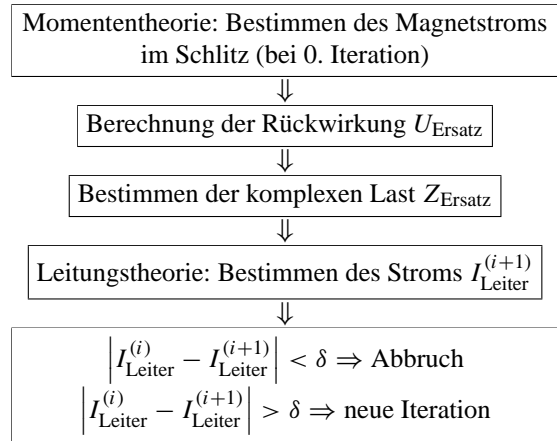 Momententheorie: Bestimmen des Magnetstroms
im Schlitz (bei 0. Iteration)
⇓
Berechnung der Rückwirkung U_Ersatz
⇓
Bestimmen der komplexen Last Z_Ersatz
⇓
Leitungstheorie: Bestimmen des Stroms I_Leiter^(i+1)
⇓
|I_Leiter^(i) − I_Leiter^(i+1)| < δ ⇒ Abbruch
|I_Leiter^(i) − I_Leiter^(i+1)| > δ ⇒ neue Iteration